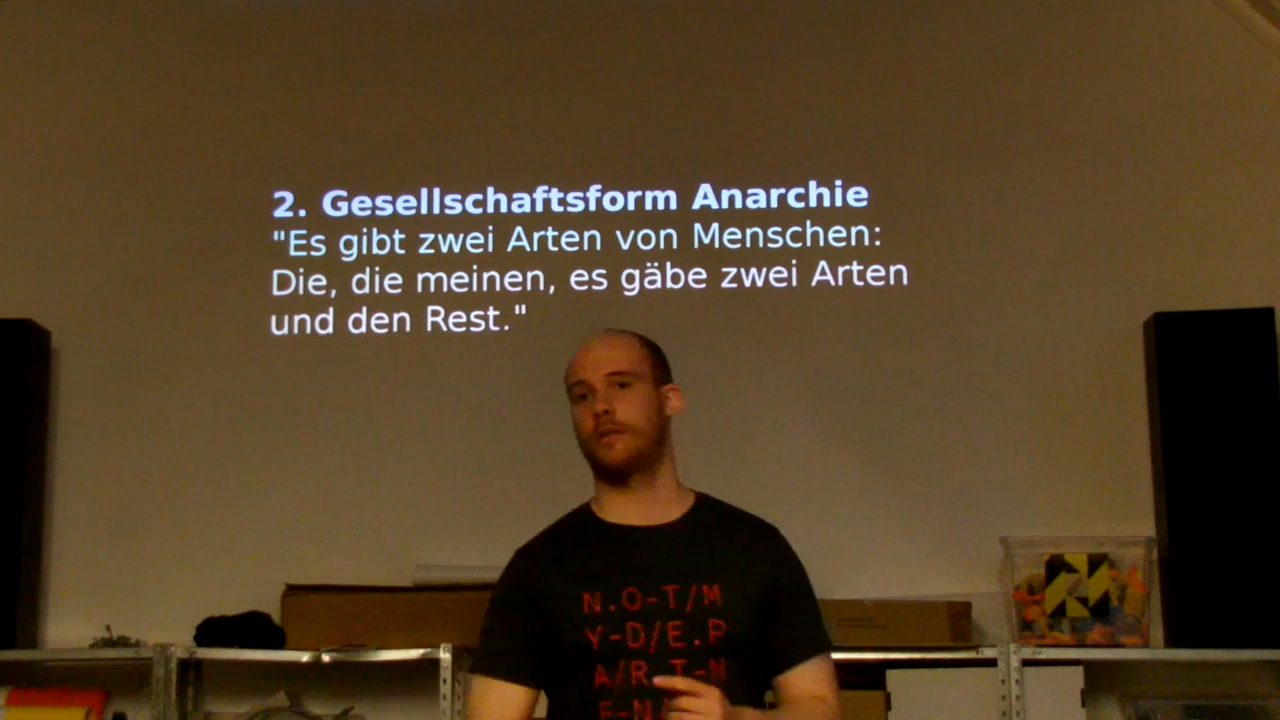 2. Gesellschaftsform Anarchie
"Es gibt zwei Arten von Menschen:
Die, die meinen, es gäbe zwei Arten
und den Rest."
N.O-T/M
Y-D/E.P
A/R.T-M
E-N/